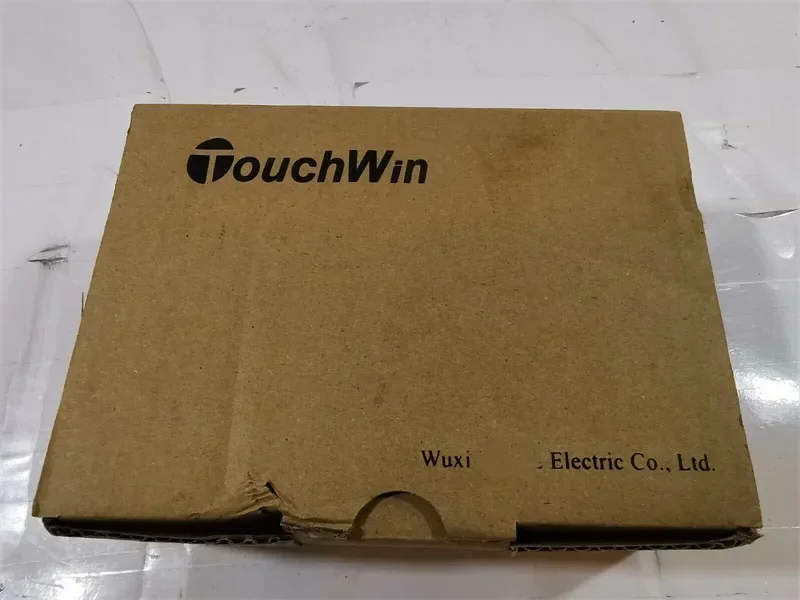 TouchWin
Wuxi Electric Co., Ltd.